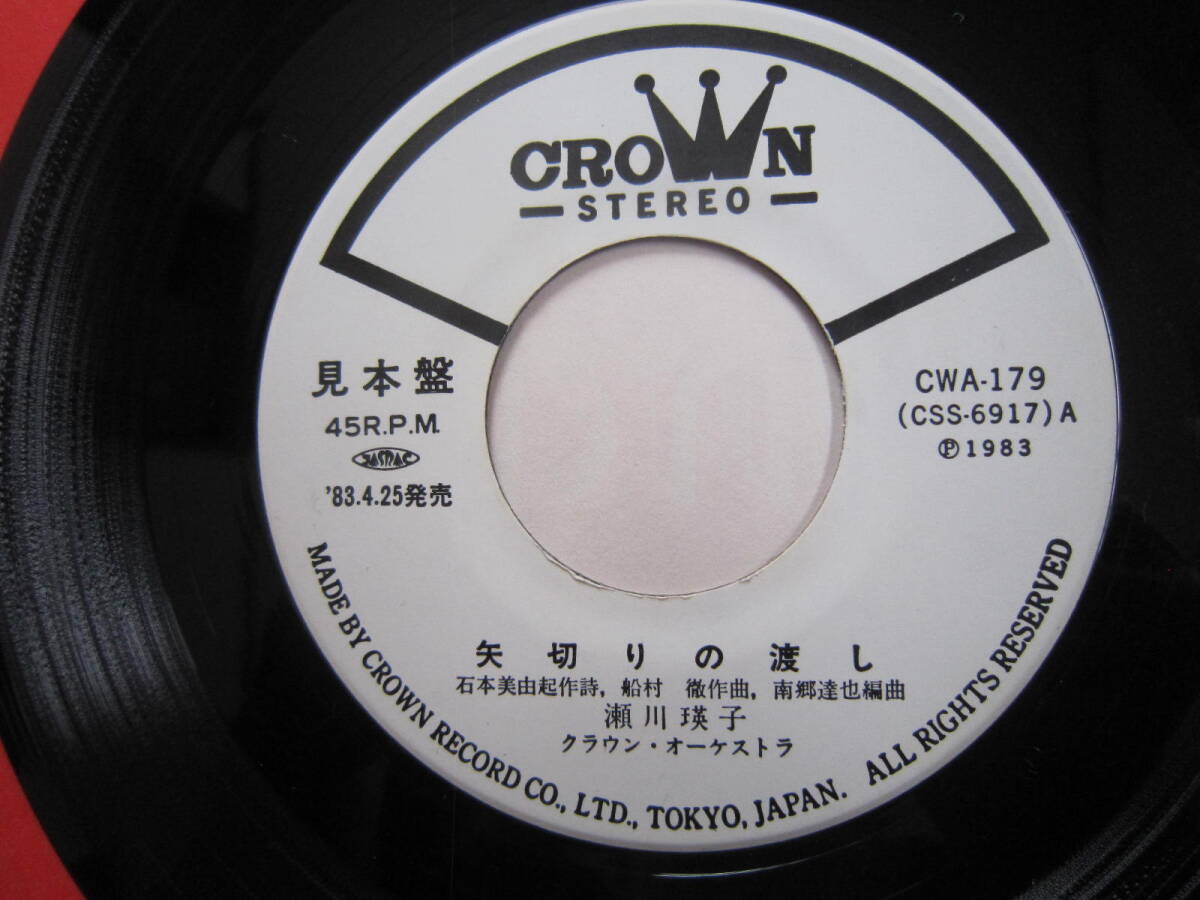 CROWN
STEREO
見本盤
45R.P.M.
JASRAC
'83.4.25発売
CWA-179
(CSS-6917) A
Ⓟ1983
矢切りの渡し
石本美由起作詩, 船村 徹作曲, 南郷達也編曲
瀬川瑛子
クラウン・オーケストラ
MADE BY CROWN RECORD CO., LTD., TOKYO, JAPAN. ALL RIGHTS RESERVED